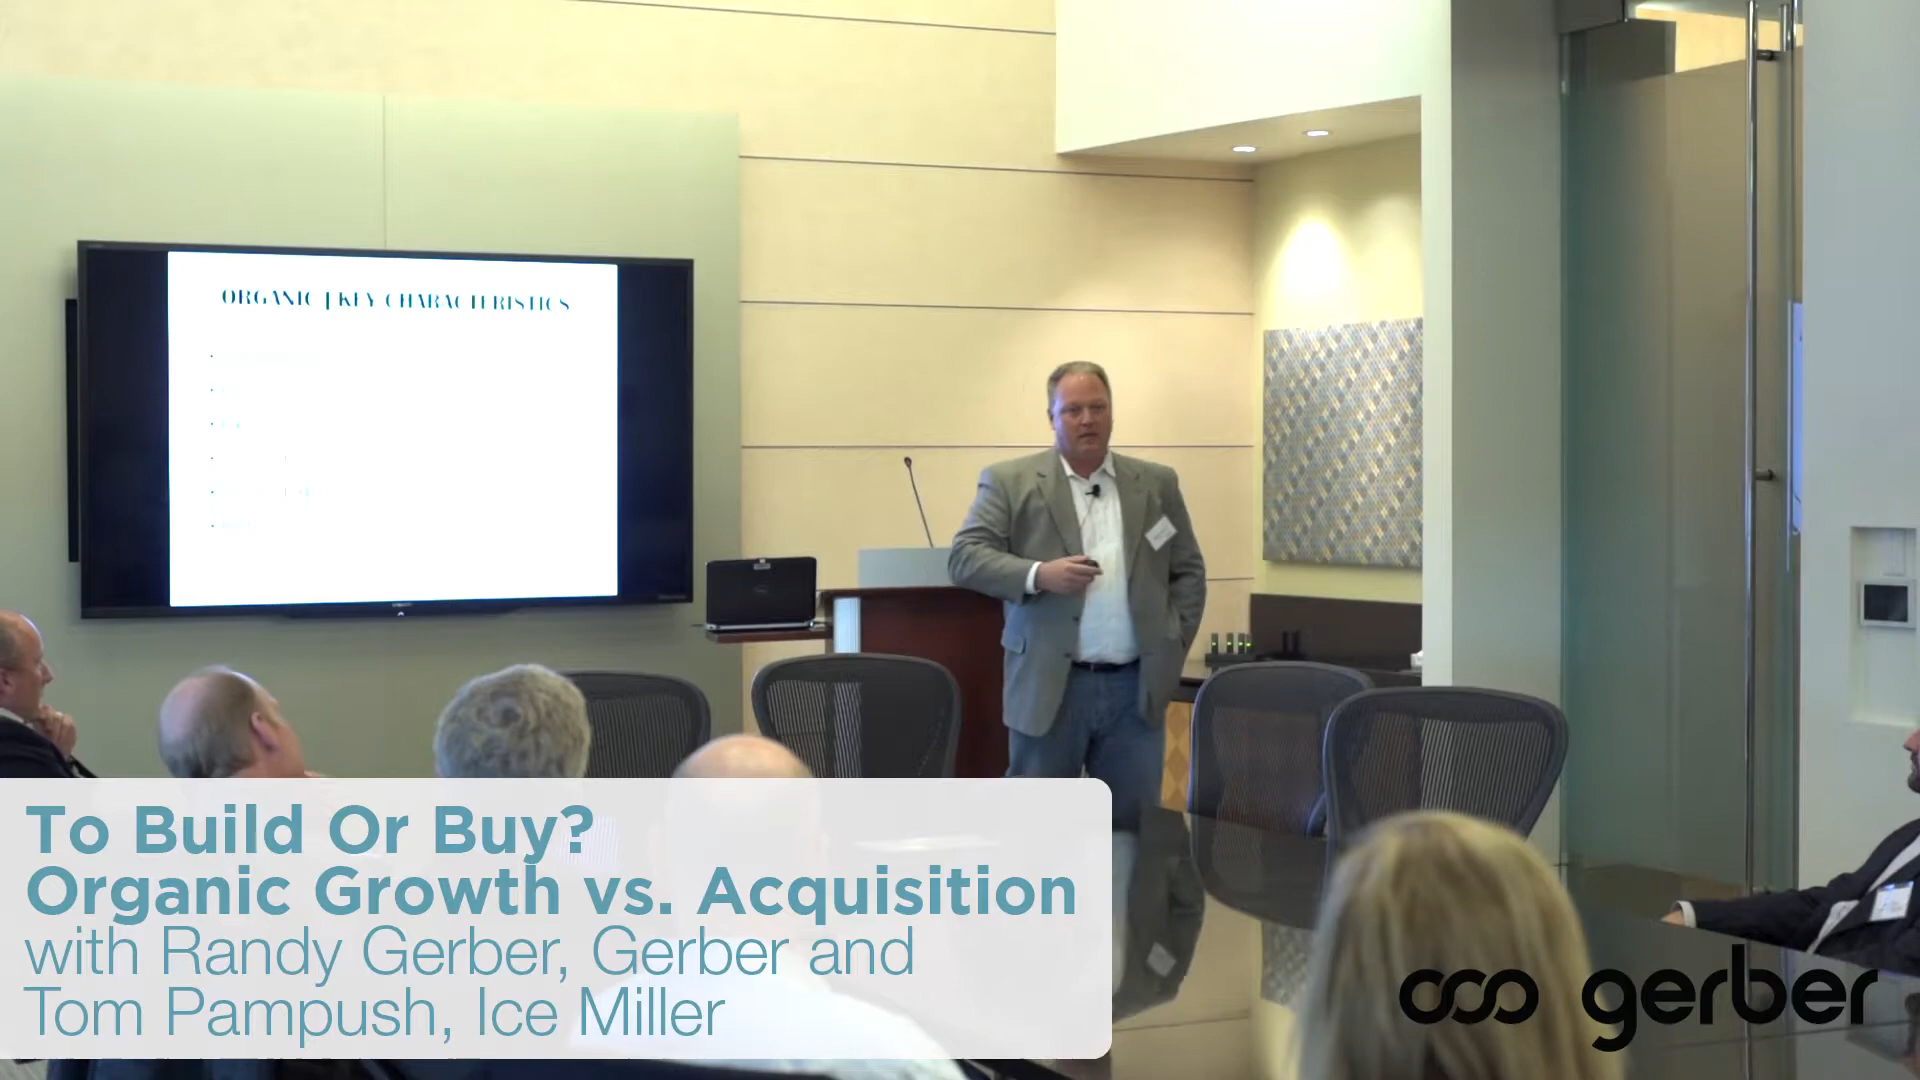 ORGANIC | KEY CHARACTERISTICS
To Build Or Buy?
Organic Growth vs. Acquisition
with Randy Gerber, Gerber and
Tom Pampush, Ice Miller
gerber